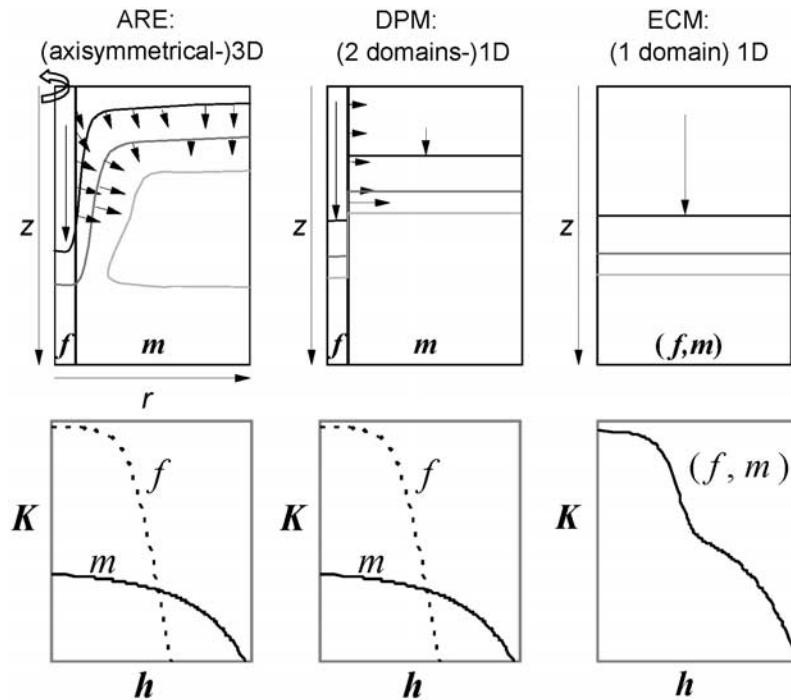 ARE:
(axisymmetrical-)3D
DPM:
(2 domains-)1D
ECM:
(1 domain) 1D
z
f
m
r
z
f
m
z
(f,m)
K
f
m
h
K
f
m
h
K
(f, m)
h